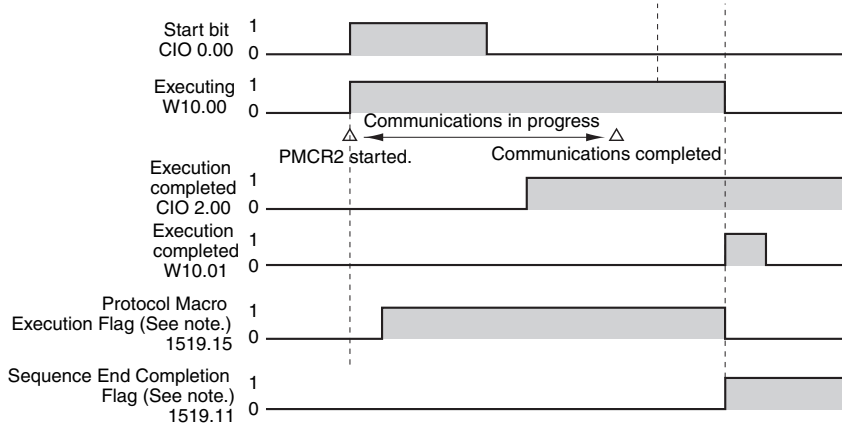 Start bit
CIO 0.00
1
0
Executing
W10.00
1
0
Communications in progress
PMCR2 started.
Communications completed
Execution
completed
CIO 2.00
1
0
Execution
completed
W10.01
1
0
Protocol Macro
Execution Flag (See note.)
1519.15
1
0
Sequence End Completion
Flag (See note.)
1519.11
1
0